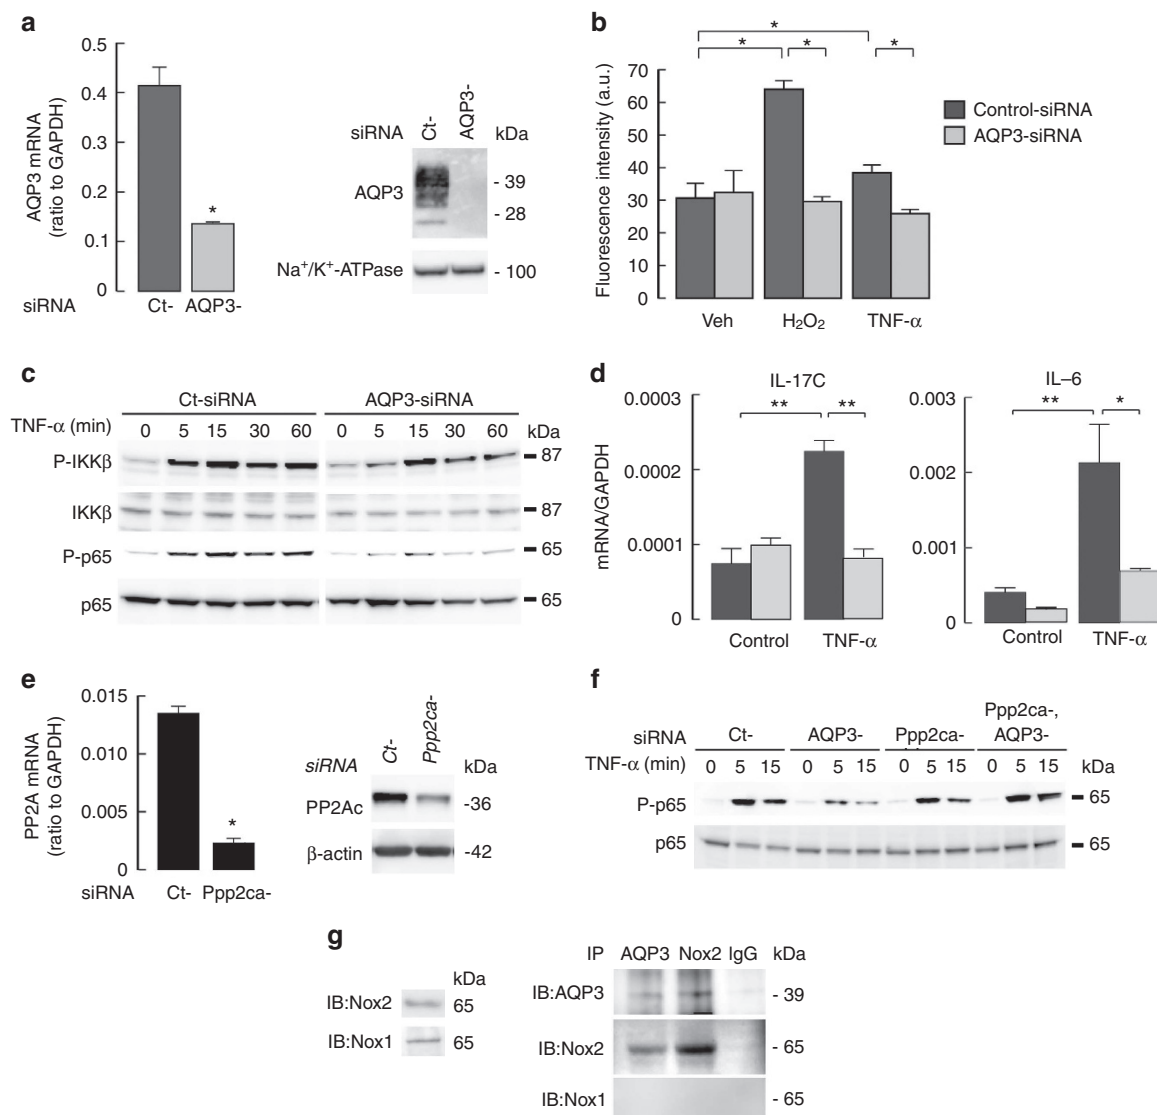 a
AQP3 mRNA
(ratio to GAPDH)
0.5
0.4
0.3
0.2
0.1
0
*
siRNA
Ct- AQP3-
siRNA Ct- AQP3- kDa
AQP3
- 39
- 28
Na+/K+-ATPase - 100
b
Fluorescence intensity (a.u.)
70
60
50
40
30
20
10
0
*
* * *
Veh H2O2 TNF-α
Control-siRNA
AQP3-siRNA
c
Ct-siRNA AQP3-siRNA
TNF-α (min) 0 5 15 30 60 0 5 15 30 60 kDa
P-IKKβ 87
IKKβ 87
P-p65 65
p65 65
d
mRNA/GAPDH
IL-17C
0.0003
0.0002
0.0001
0
** **
Control TNF-α
IL–6
0.003
0.002
0.001
0
** *
Control TNF-α
e
PP2A mRNA
(ratio to GAPDH)
0.015
0.010
0.005
0
*
siRNA Ct- Ppp2ca-
siRNA Ct- Ppp2ca- kDa
PP2Ac -36
β-actin -42
f
siRNA Ct- AQP3- Ppp2ca- Ppp2ca-,
AQP3-
TNF-α (min) 0 5 15 0 5 15 0 5 15 0 5 15 kDa
P-p65 65
p65 65
g
kDa
IB:Nox2 65
IB:Nox1 65
IP AQP3 Nox2 IgG kDa
IB:AQP3 - 39
IB:Nox2 - 65
IB:Nox1 - 65